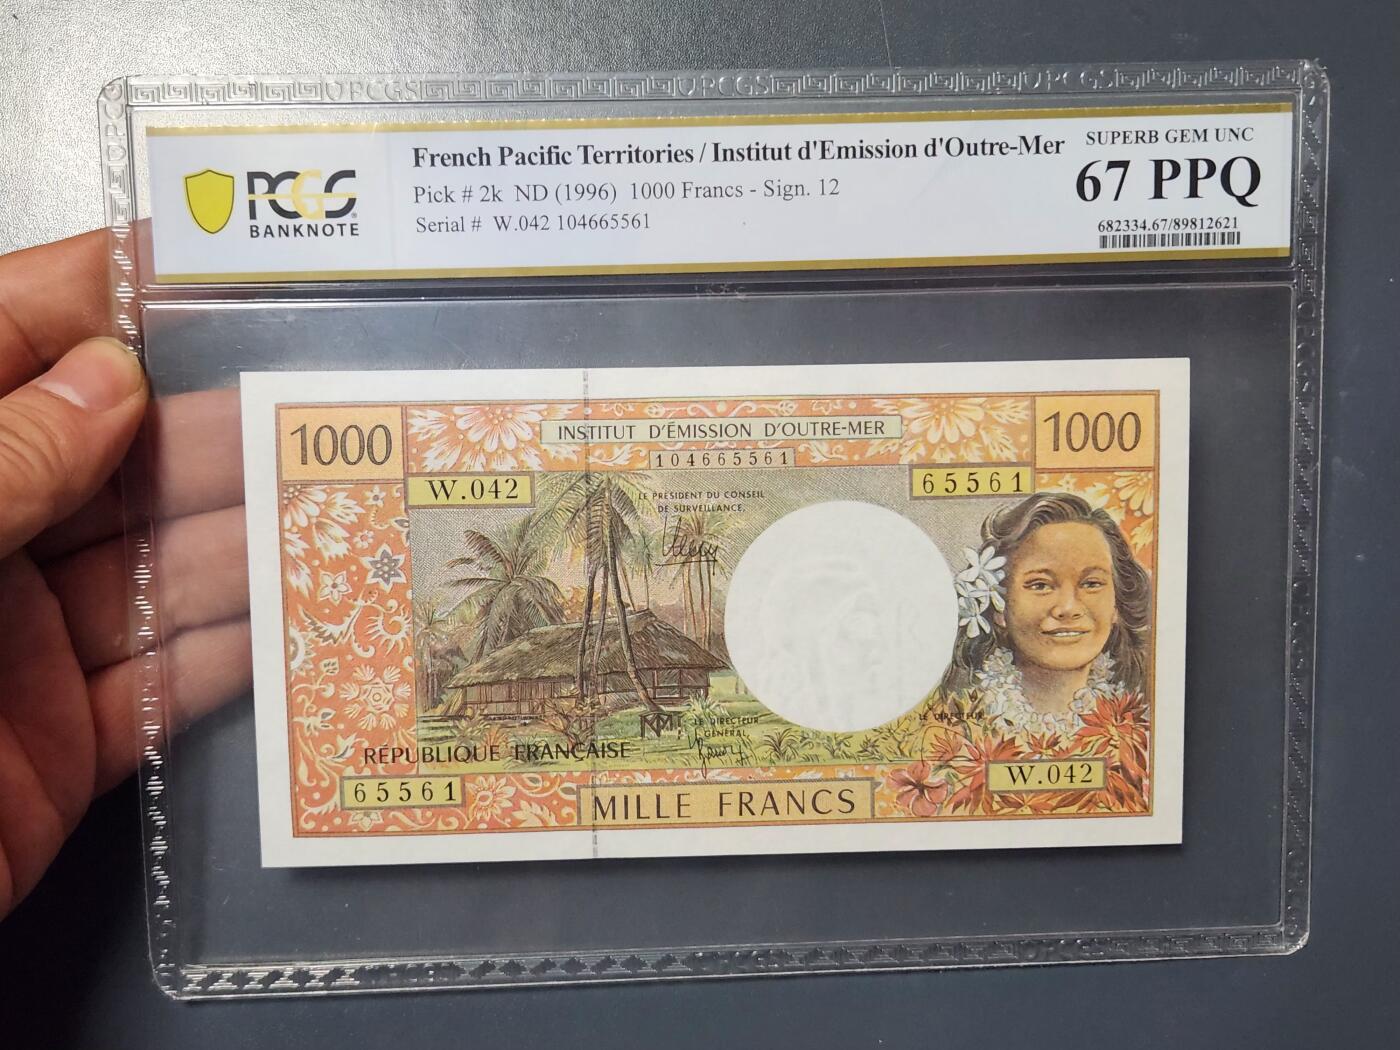 PCGS
BANKNOTE
French Pacific Territories / Institut d'Emission d'Outre-Mer
Pick # 2k ND (1996) 1000 Francs - Sign. 12
Serial # W.042 104665561
SUPERB GEM UNC
67 PPQ
682334.67/89812621
1000
INSTITUT D'ÉMISSION D'OUTRE-MER
1000
104665561
W.042
65561
LE PRÉSIDENT DU CONSEIL
DE SURVEILLANCE,
LE DIRECTEUR
GÉNÉRAL,
LE DIRECTEUR
RÉPUBLIQUE FRANÇAISE
W.042
65561
MILLE FRANCS